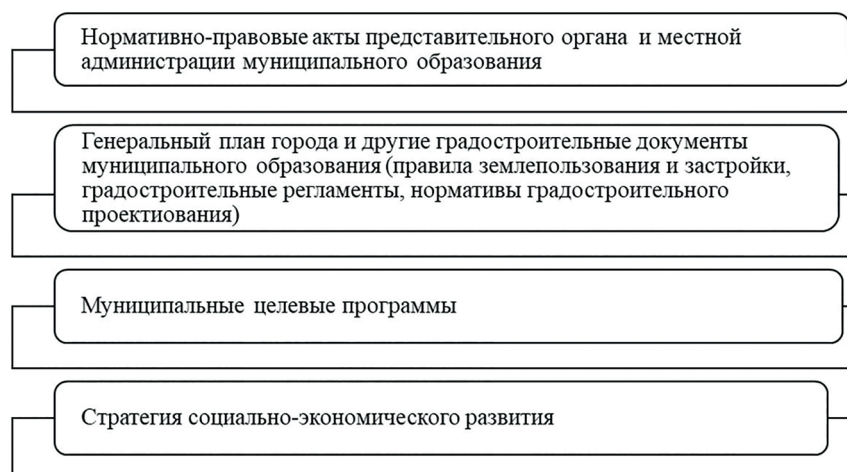 Нормативно-правовые акты представительного органа и местной
администрации муниципального образования
Генеральный план города и другие градостроительные документы
муниципального образования (правила землепользования и застройки,
градостроительные регламенты, нормативы градостроительного
проектиования)
Муниципальные целевые программы
Стратегия социально-экономического развития